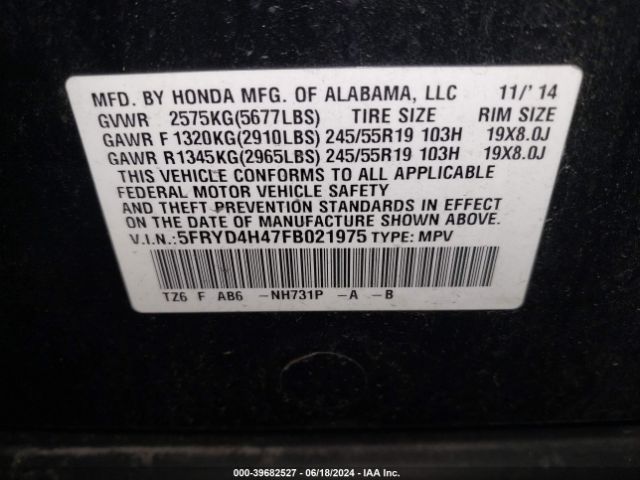 MFD. BY HONDA MFG. OF ALABAMA, LLC 11/' 14
GVWR 2575KG(5677LBS) TIRE SIZE RIM SIZE
GAWR F 1320KG(2910LBS) 245/55R19 103H 19X8.0J
GAWR R1345KG(2965LBS) 245/55R19 103H 19X8.0J
THIS VEHICLE CONFORMS TO ALL APPLICABLE
FEDERAL MOTOR VEHICLE SAFETY
AND THEFT PREVENTION STANDARDS IN EFFECT
ON THE DATE OF MANUFACTURE SHOWN ABOVE.
V.I.N.:5FRYD4H47FB021975 TYPE: MPV
TZ6 F AB6 -NH731P -A -B
Stock: 39682527 - 06/18/2024 - IAA Inc.